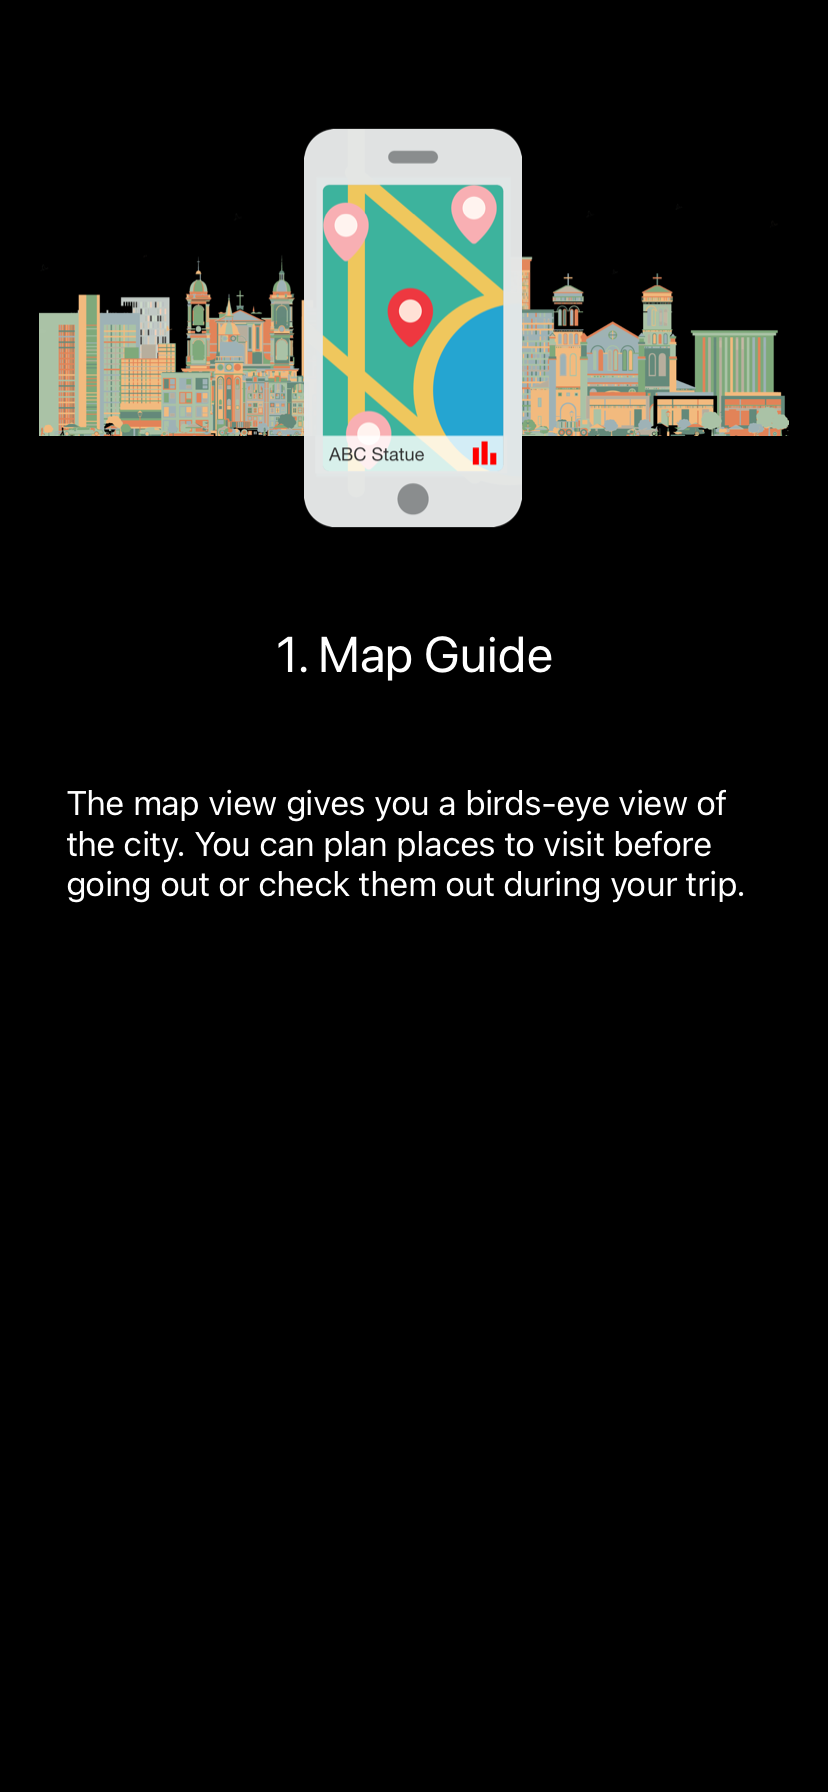 ABC Statue
1. Map Guide
The map view gives you a birds-eye view of
the city. You can plan places to visit before
going out or check them out during your trip.